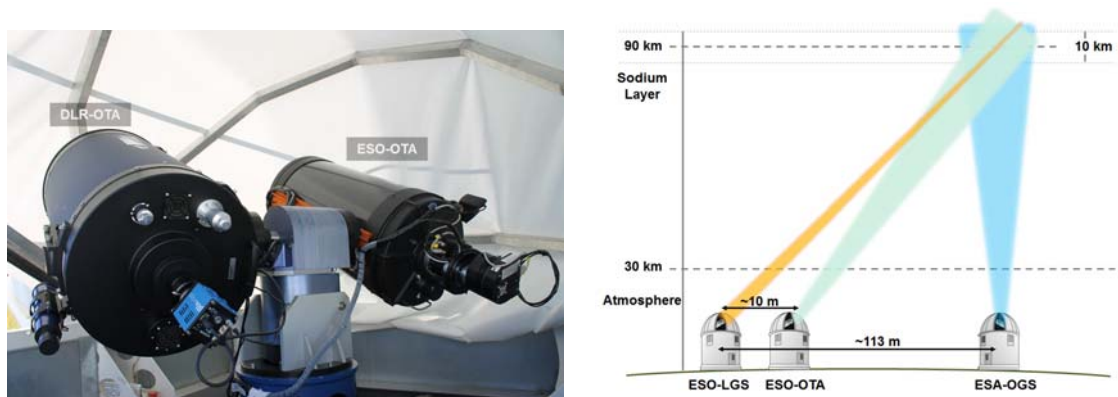 DLR-OTA
ESO-OTA
90 km
10 km
Sodium
Layer
30 km
Atmosphere
~10 m
~113 m
ESO-LGS
ESO-OTA
ESA-OGS